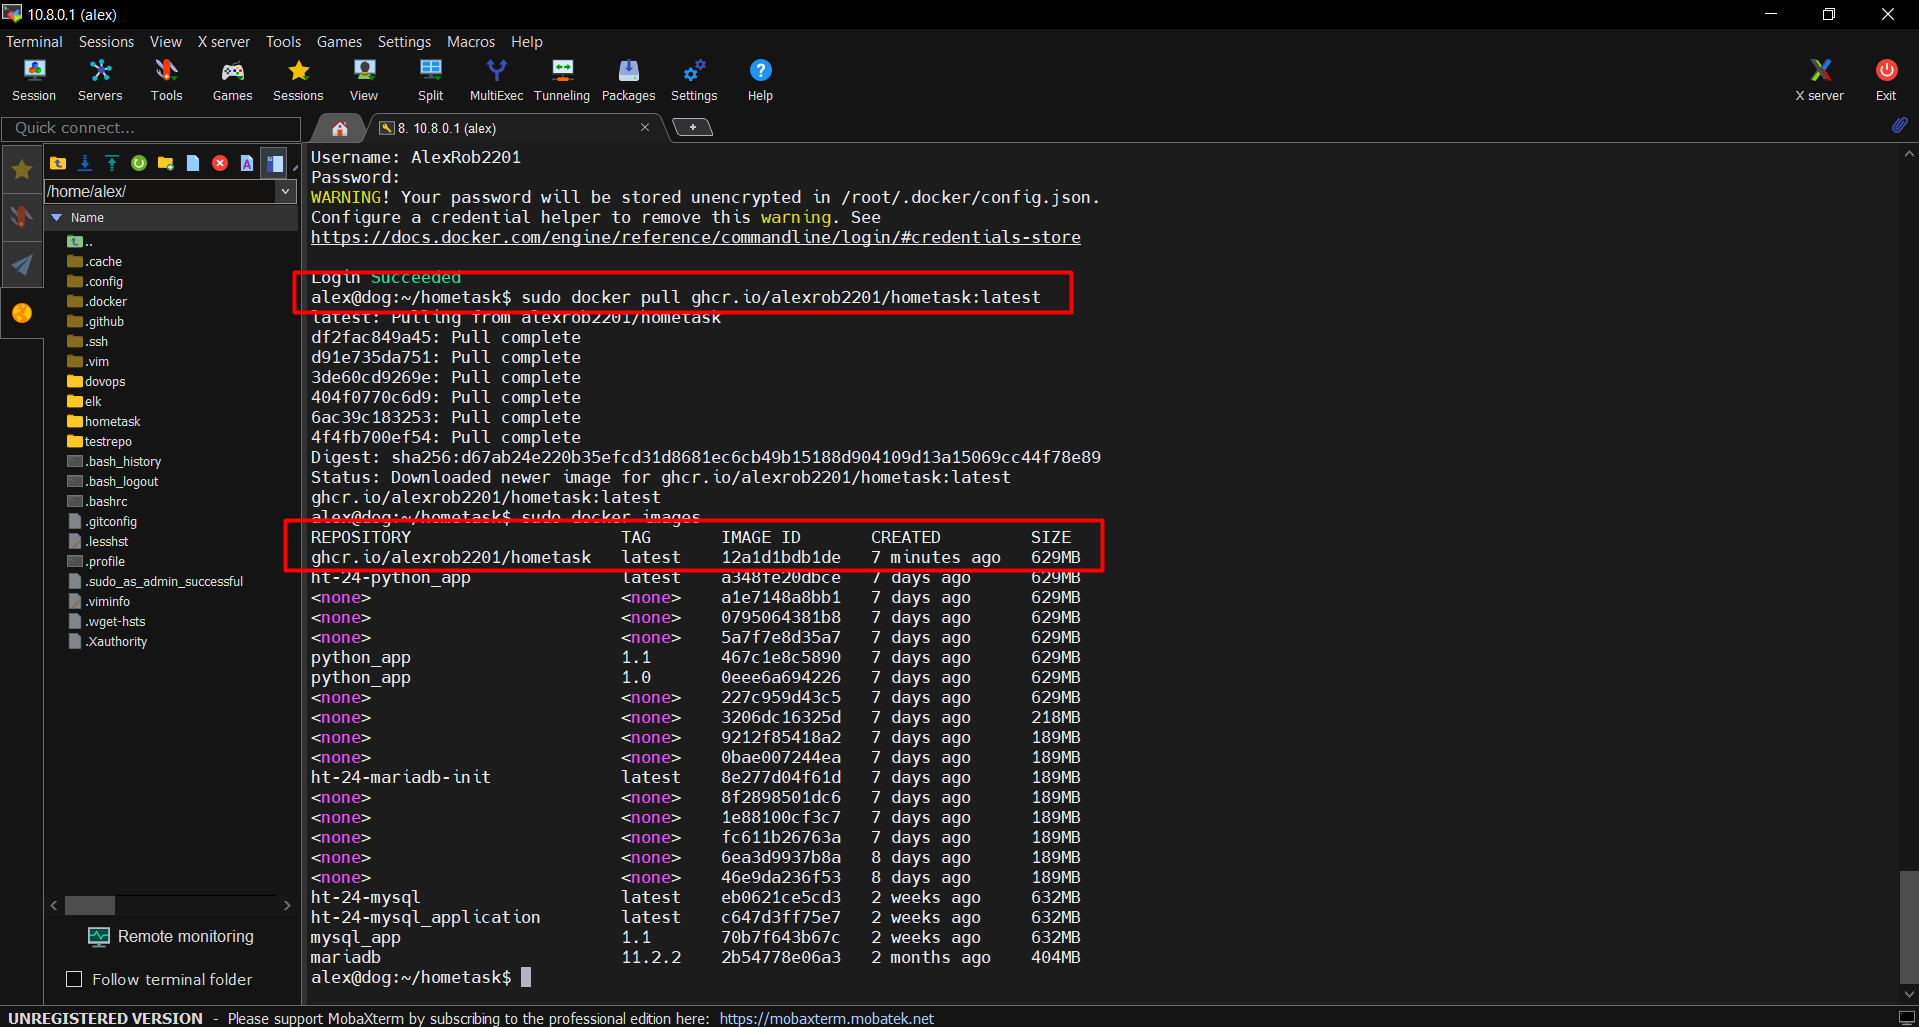 10.8.0.1 (alex)
Terminal Sessions View X server Tools Games Settings Macros Help
Session Servers Tools Games Sessions View Split MultiExec Tunneling Packages Settings Help X server Exit
Quick connect...
8. 10.8.0.1 (alex)
/home/alex/
Name
..
.cache
.config
.docker
.github
.ssh
.vim
dovops
elk
hometask
testrepo
.bash_history
.bash_logout
.bashrc
.gitconfig
.lesshst
.profile
.sudo_as_admin_successful
.viminfo
.wget-hsts
.Xauthority
Remote monitoring
Follow terminal folder
Username: AlexRob2201
Password:
WARNING! Your password will be stored unencrypted in /root/.docker/config.json.
Configure a credential helper to remove this warning. See
https://docs.docker.com/engine/reference/commandline/login/#credentials-store
Login Succeeded
alex@dog:~/hometask$ sudo docker pull ghcr.io/alexrob2201/hometask:latest
latest: Pulling from alexrob2201/hometask
df2fac849a45: Pull complete
d91e735da751: Pull complete
3de60cd9269e: Pull complete
404f0770c6d9: Pull complete
6ac39c183253: Pull complete
4f4fb700ef54: Pull complete
Digest: sha256:d67ab24e220b35efcd31d8681ec6cb49b15188d904109d13a15069cc44f78e89
Status: Downloaded newer image for ghcr.io/alexrob2201/hometask:latest
ghcr.io/alexrob2201/hometask:latest
alex@dog:~/hometask$ sudo docker images
REPOSITORY TAG IMAGE ID CREATED SIZE
ghcr.io/alexrob2201/hometask latest 12a1d1bdb1de 7 minutes ago 629MB
ht-24-python_app latest a348fe20dbce 7 days ago 629MB
<none> <none> a1e7148a8bb1 7 days ago 629MB
<none> <none> 0795064381b8 7 days ago 629MB
<none> <none> 5a7f7e8d35a7 7 days ago 629MB
python_app 1.1 467c1e8c5890 7 days ago 629MB
python_app 1.0 0eee6a694226 7 days ago 629MB
<none> <none> 227c959d43c5 7 days ago 629MB
<none> <none> 3206dc16325d 7 days ago 218MB
<none> <none> 9212f85418a2 7 days ago 189MB
<none> <none> 0bae007244ea 7 days ago 189MB
ht-24-mariadb-init latest 8e277d04f61d 7 days ago 189MB
<none> <none> 8f2898501dc6 7 days ago 189MB
<none> <none> 1e88100cf3c7 7 days ago 189MB
<none> <none> fc611b26763a 7 days ago 189MB
<none> <none> 6ea3d9937b8a 8 days ago 189MB
<none> <none> 46e9da236f53 8 days ago 189MB
ht-24-mysql latest eb0621ce5cd3 2 weeks ago 632MB
ht-24-mysql_application latest c647d3ff75e7 2 weeks ago 632MB
mysql_app 1.1 70b7f643b67c 2 weeks ago 632MB
mariadb 11.2.2 2b54778e06a3 2 months ago 404MB
alex@dog:~/hometask$
UNREGISTERED VERSION - Please support MobaXterm by subscribing to the professional edition here: https://mobaxterm.mobatek.net